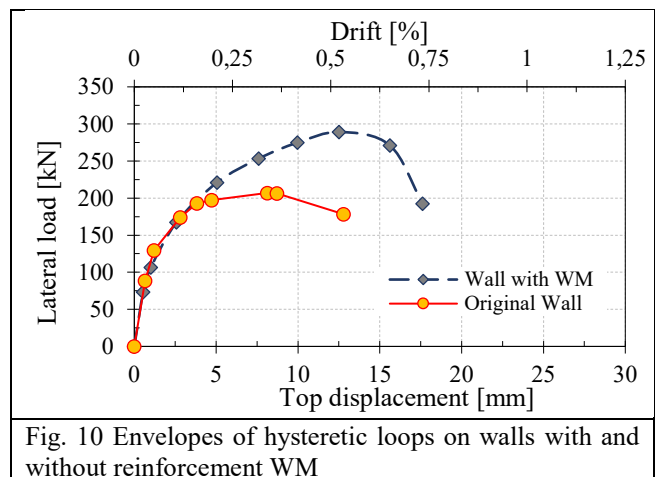 Drift [%]
0 0,25 0,5 0,75 1 1,25
350
300
250
200
150
100
50
0
Lateral load [kN]
Wall with WM
Original Wall
0 5 10 15 20 25 30
Top displacement [mm]
Fig. 10 Envelopes of hysteretic loops on walls with and
without reinforcement WM